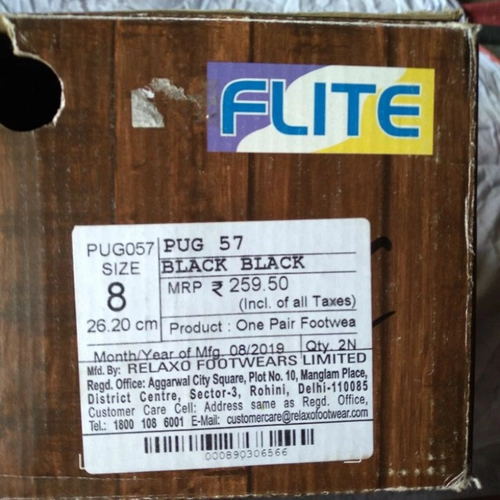 FLITE
PUG057 PUG 57
SIZE BLACK BLACK
8 MRP ₹ 259.50
(Incl. of all Taxes)
26.20 cm Product : One Pair Footwea
Month/Year of Mfg. 08/2019 Qty. 2N
Mfd. By: RELAXO FOOTWEARS LIMITED
Regd. Office: Aggarwal City Square, Plot No. 10, Manglam Place,
District Centre, Sector-3, Rohini, Delhi-110085
Customer Care Cell: Address same as Regd. Office.
Tel.: 1800 108 6001 E-Mail: customercare@relaxofootwear.com
000890306566